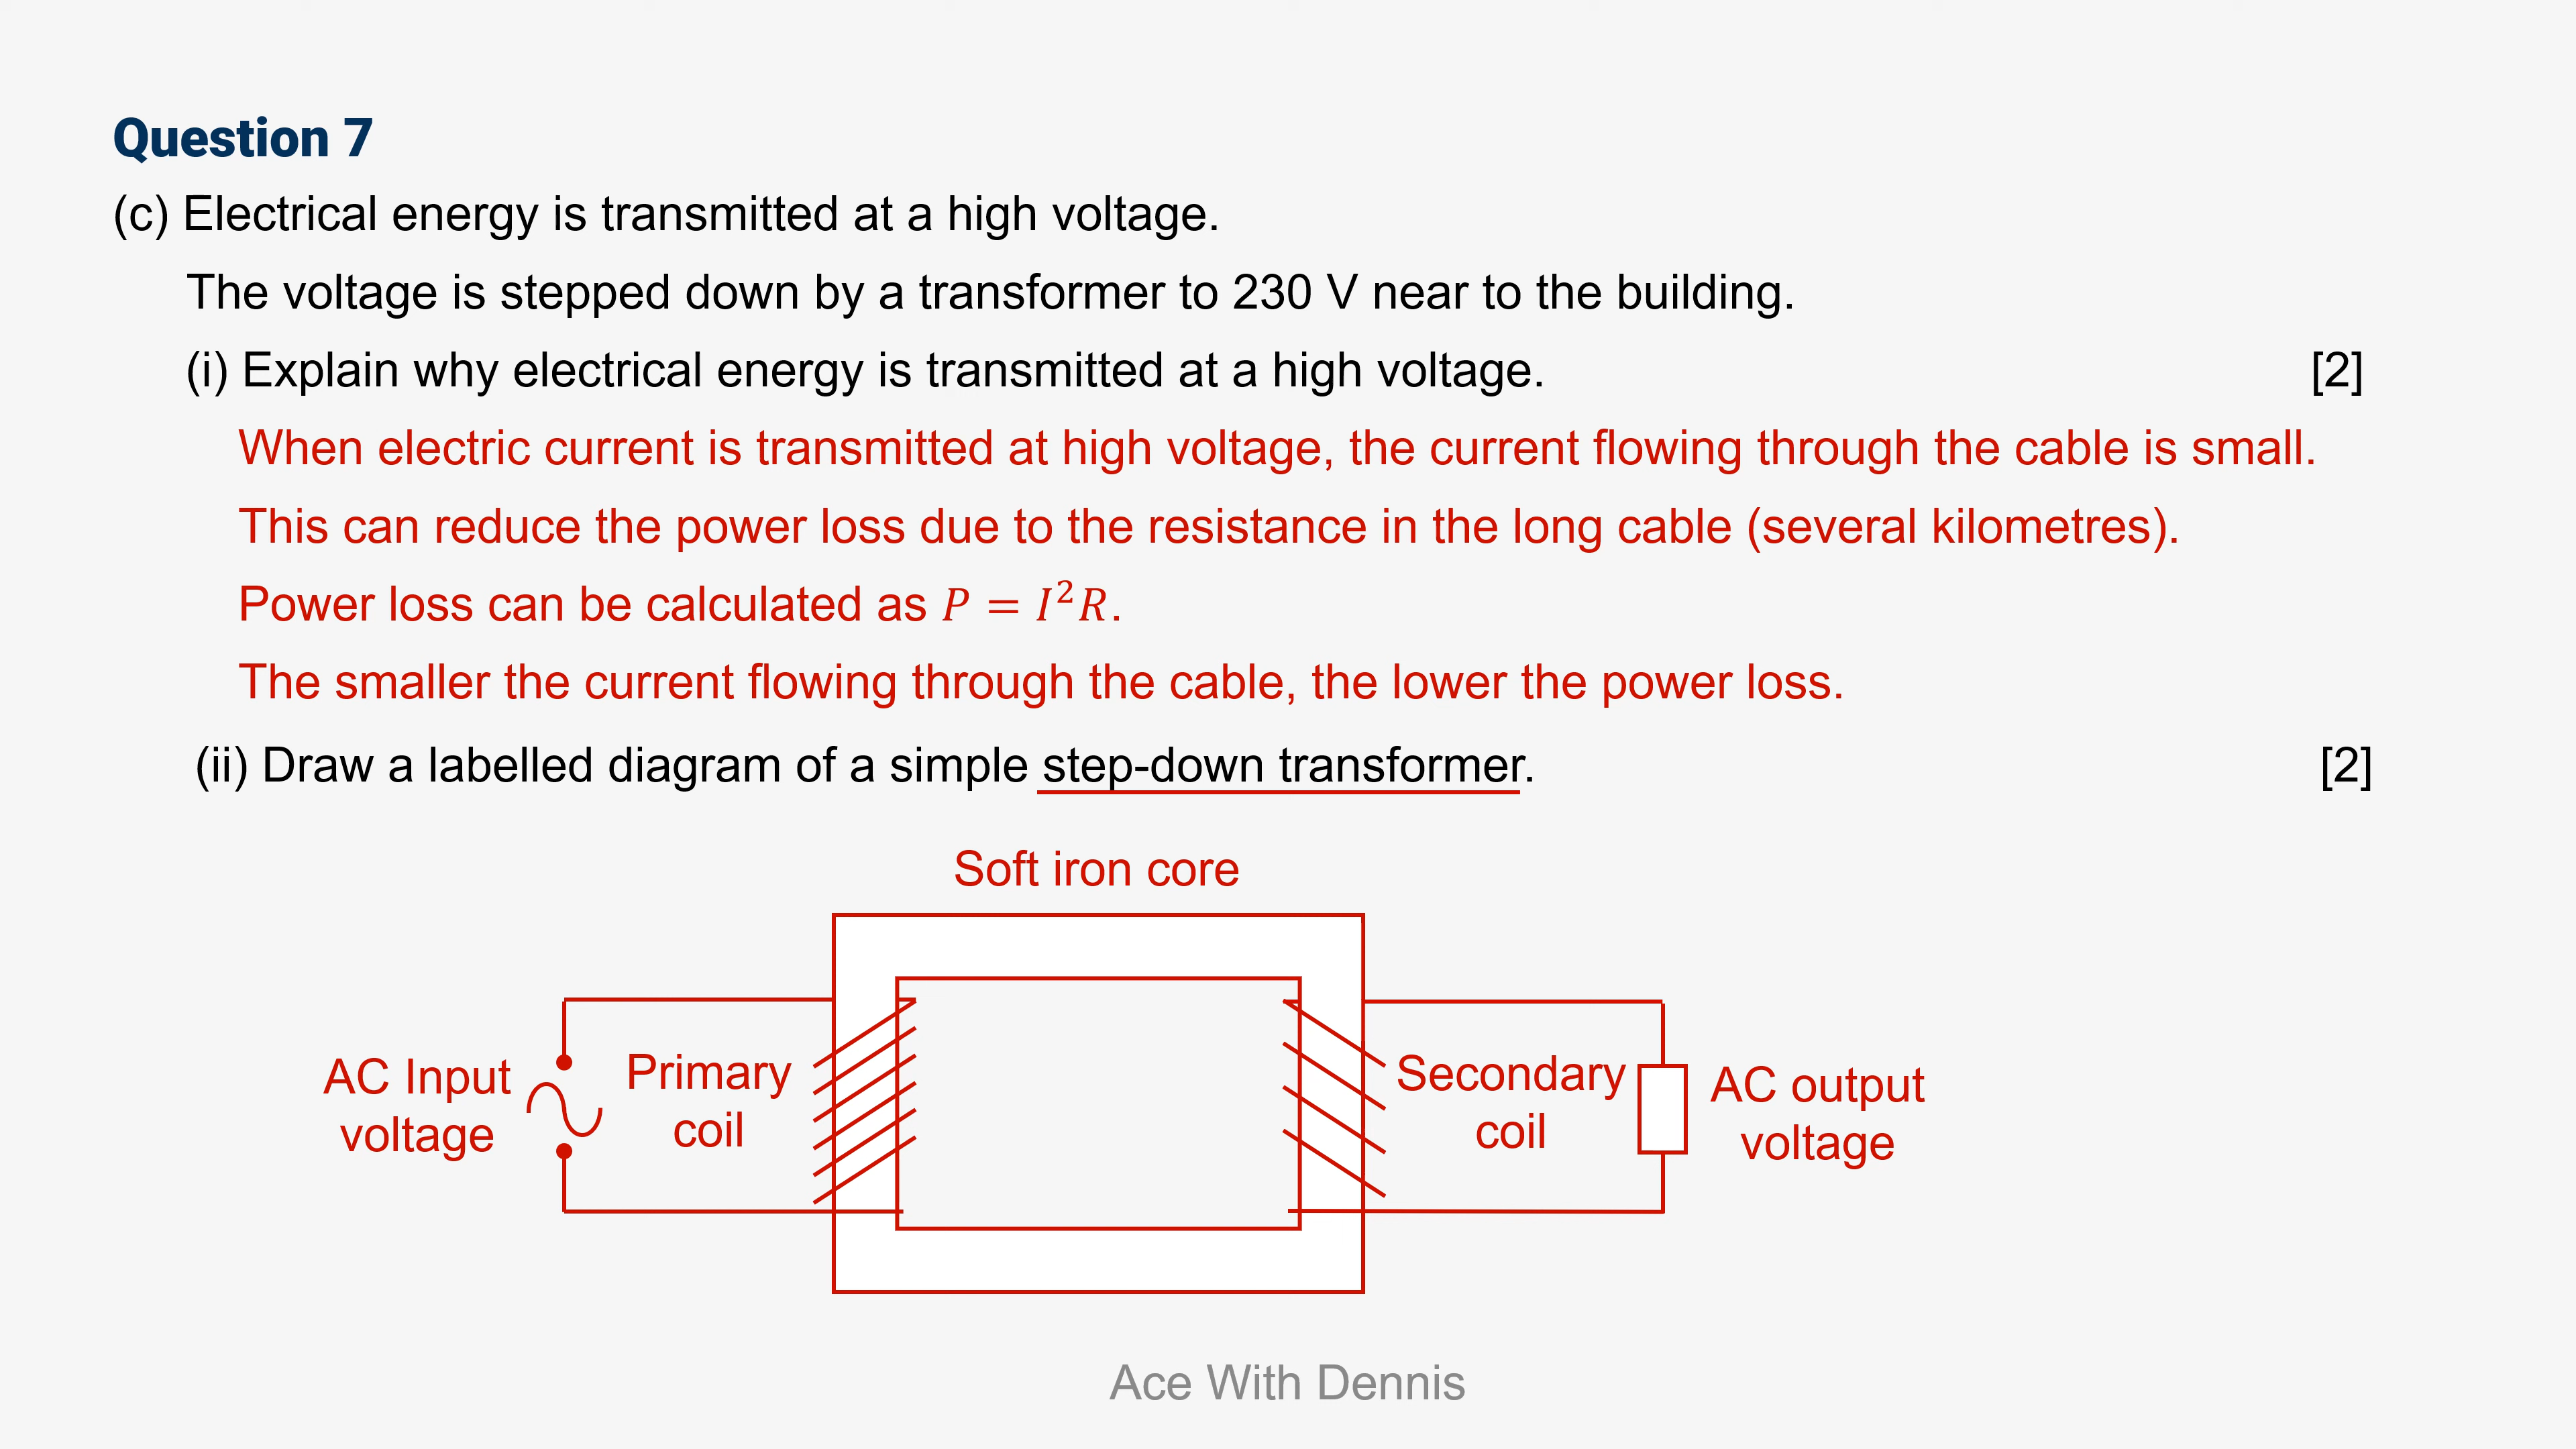 Question 7
(c) Electrical energy is transmitted at a high voltage.
The voltage is stepped down by a transformer to 230 V near to the building.
(i) Explain why electrical energy is transmitted at a high voltage. [2]
When electric current is transmitted at high voltage, the current flowing through the cable is small.
This can reduce the power loss due to the resistance in the long cable (several kilometres).
Power loss can be calculated as P = I²R.
The smaller the current flowing through the cable, the lower the power loss.
(ii) Draw a labelled diagram of a simple step-down transformer. [2]
Soft iron core
AC Input
voltage
Primary
coil
Secondary
coil
AC output
voltage
Ace With Dennis